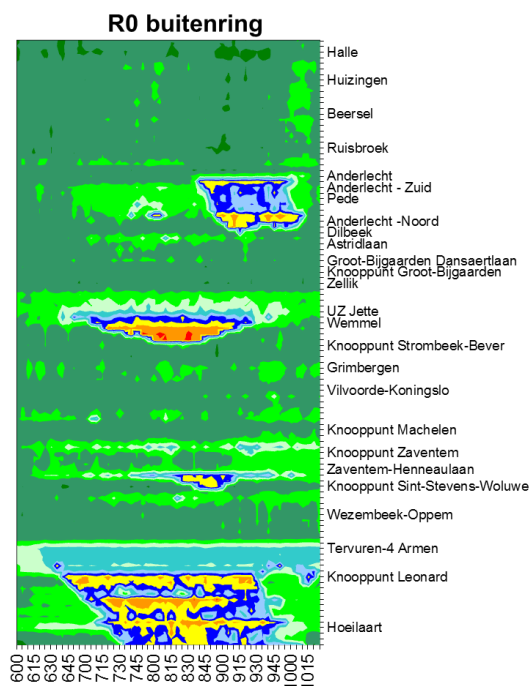 R0 buitenring
Halle
Huizingen
Beersel
Ruisbroek
Anderlecht
Anderlecht - Zuid
Pede
Anderlecht -Noord
Dilbeek
Astridlaan
Groot-Bijgaarden Dansaertlaan
Knooppunt Groot-Bijgaarden
Zellik
UZ Jette
Wemmel
Knooppunt Strombeek-Bever
Grimbergen
Vilvoorde-Koningslo
Knooppunt Machelen
Knooppunt Zaventem
Zaventem-Henneaulaan
Knooppunt Sint-Stevens-Woluwe
Wezembeek-Oppem
Tervuren-4 Armen
Knooppunt Leonard
Hoeilaart
600 615 630 645 700 715 730 745 800 815 830 845 900 915 930 945 1000 1015